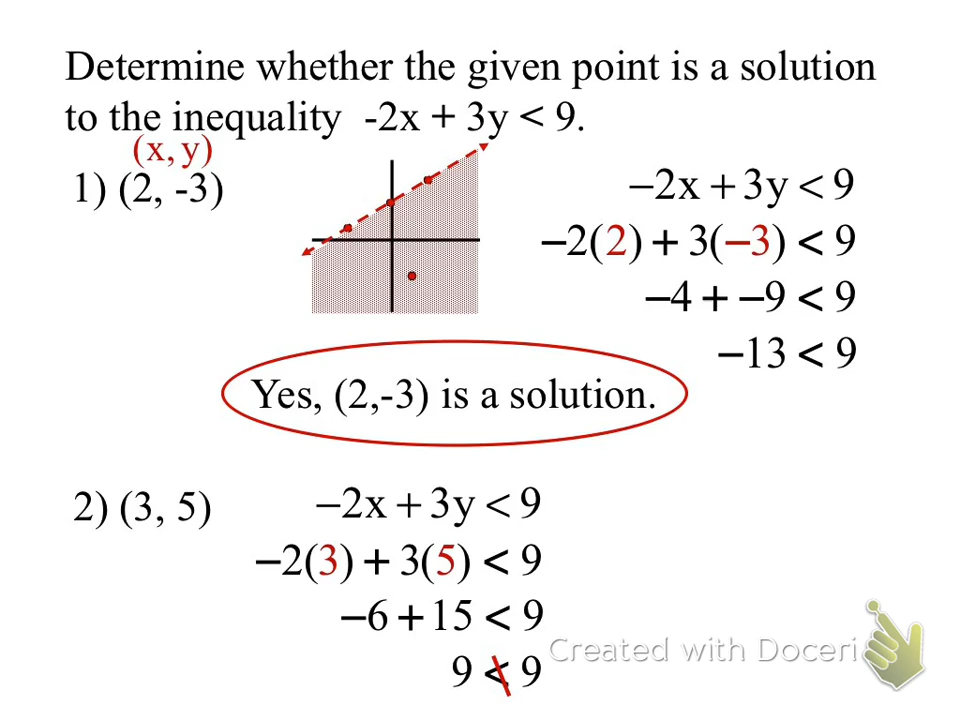 Determine whether the given point is a solution
to the inequality -2x + 3y < 9.
(x, y)
1) (2, -3)
−2x + 3y < 9
−2(2) + 3(−3) < 9
−4 + −9 < 9
−13 < 9
Yes, (2,-3) is a solution.
2) (3, 5)
−2x + 3y < 9
−2(3) + 3(5) < 9
−6 + 15 < 9
9 < 9
Created with Doceri